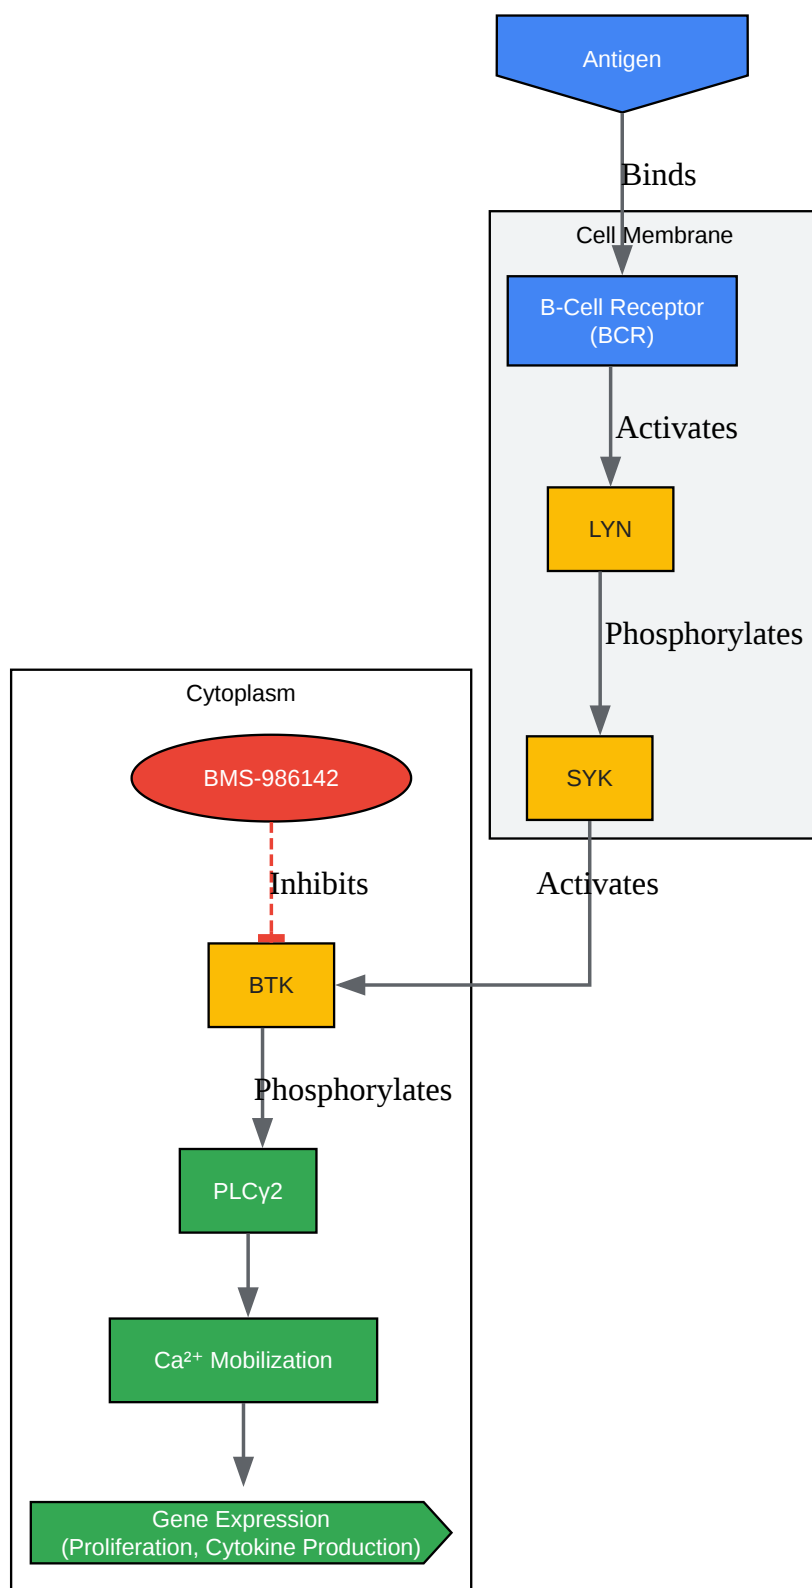 Antigen
Binds
Cell Membrane
B-Cell Receptor
(BCR)
Activates
LYN
Phosphorylates
SYK
Activates
Cytoplasm
BMS-986142
Inhibits
BTK
Phosphorylates
PLCγ2
Ca²⁺ Mobilization
Gene Expression
(Proliferation, Cytokine Production)